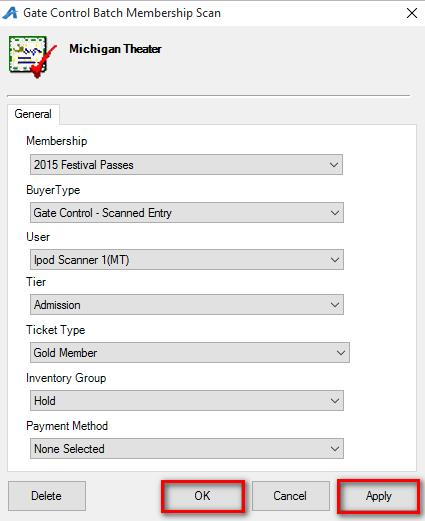 Gate Control Batch Membership Scan
Michigan Theater
General
Membership
2015 Festival Passes
BuyerType
Gate Control - Scanned Entry
User
Ipod Scanner 1(MT)
Tier
Admission
Ticket Type
Gold Member
Inventory Group
Hold
Payment Method
None Selected
Delete OK Cancel Apply